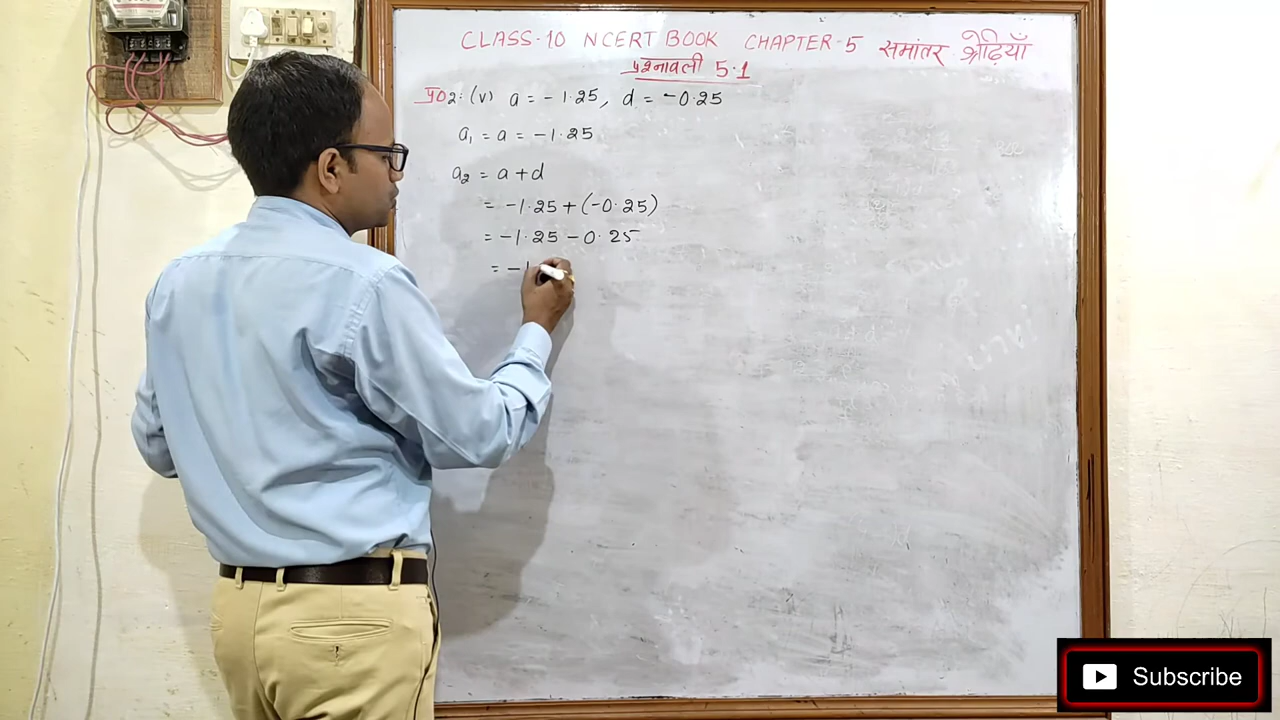 CLASS-10 NCERT BOOK CHAPTER-5 समांतर श्रेढ़ियाँ
प्रश्नावली 5.1
प्र02: (v) a = -1.25, d = -0.25
a₁ = a = -1.25
a₂ = a + d
= -1.25 + (-0.25)
= -1.25 - 0.25
= -1
Subscribe